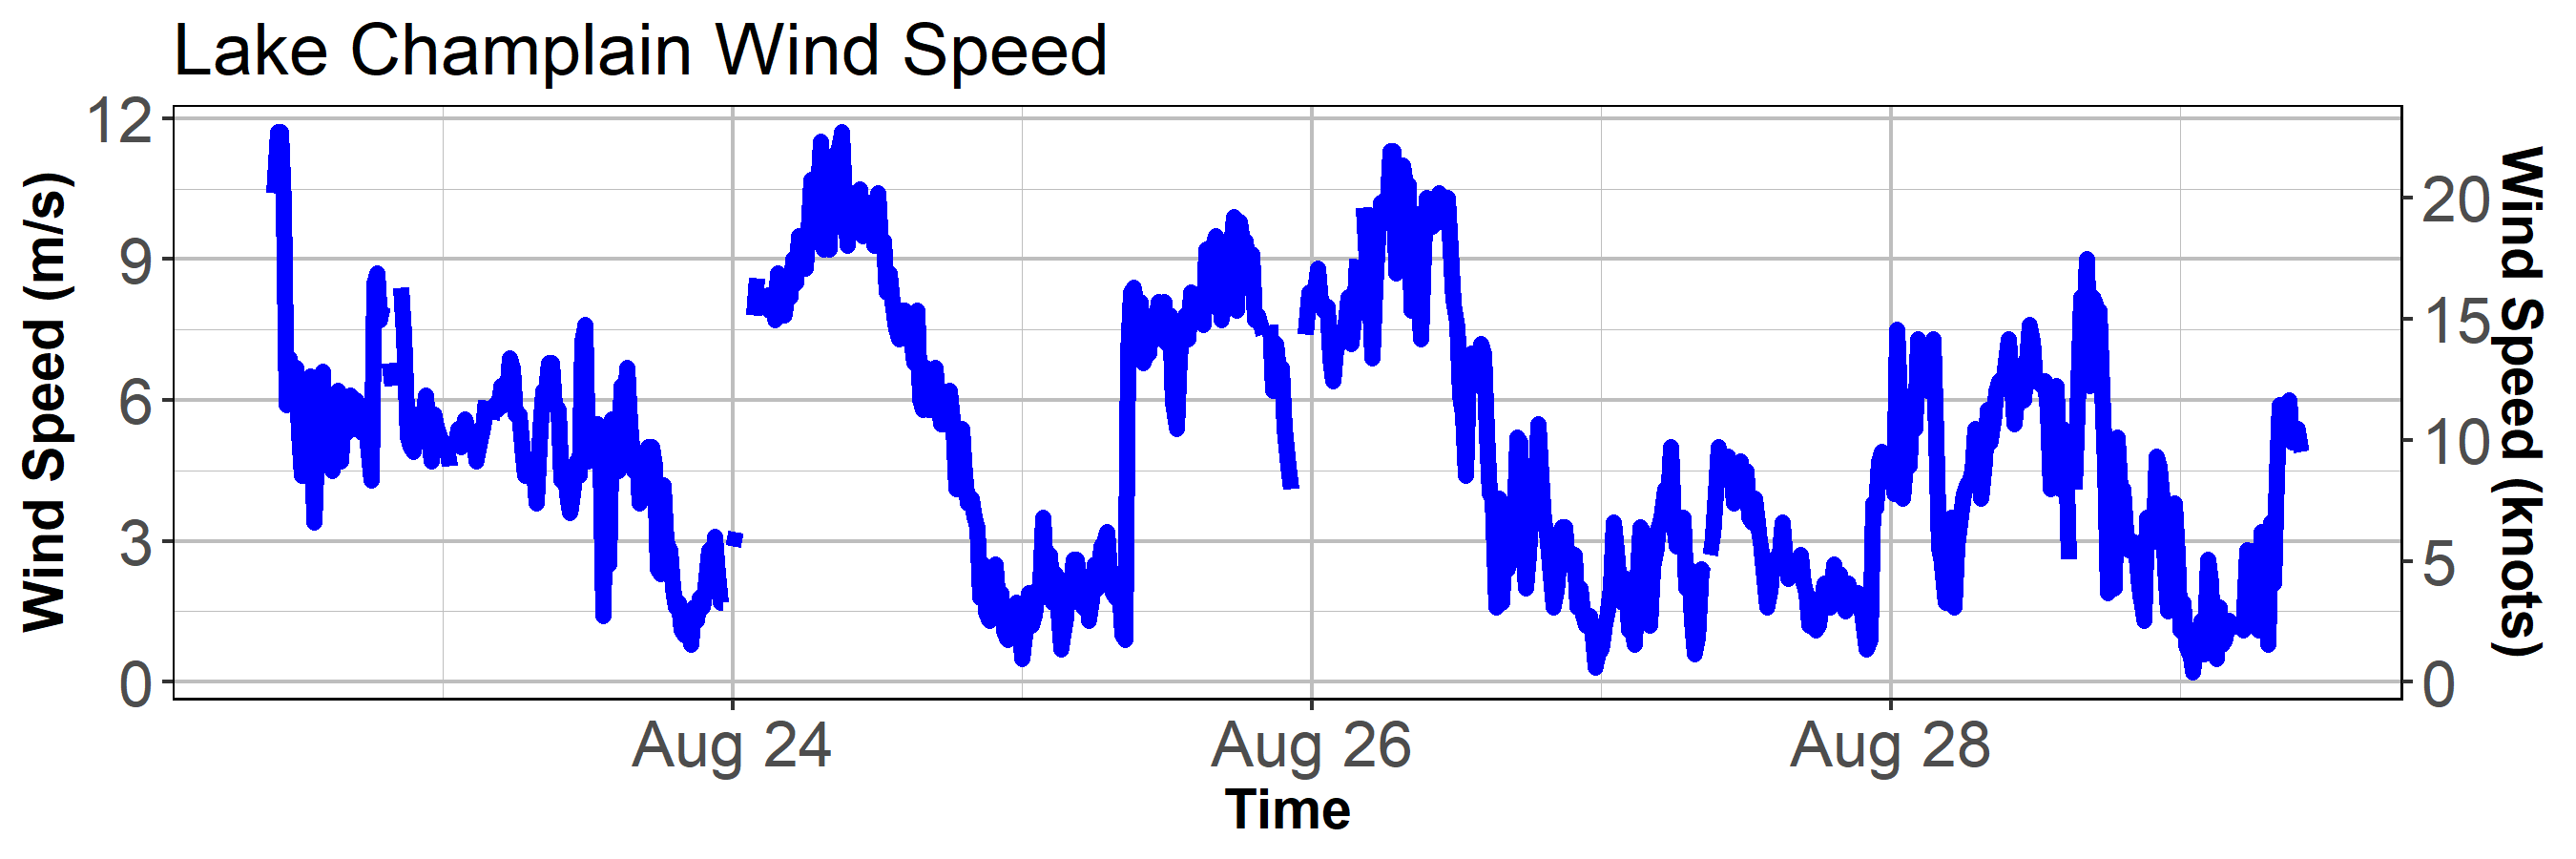 Lake Champlain Wind Speed
Wind Speed (m/s)
12
9
6
3
0
20
15
10
5
0
Wind Speed (knots)
Aug 24 Aug 26 Aug 28
Time